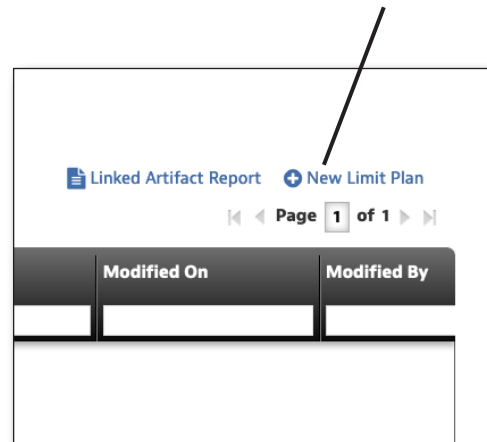 Linked Artifact Report New Limit Plan
Page 1 of 1
Modified On Modified By